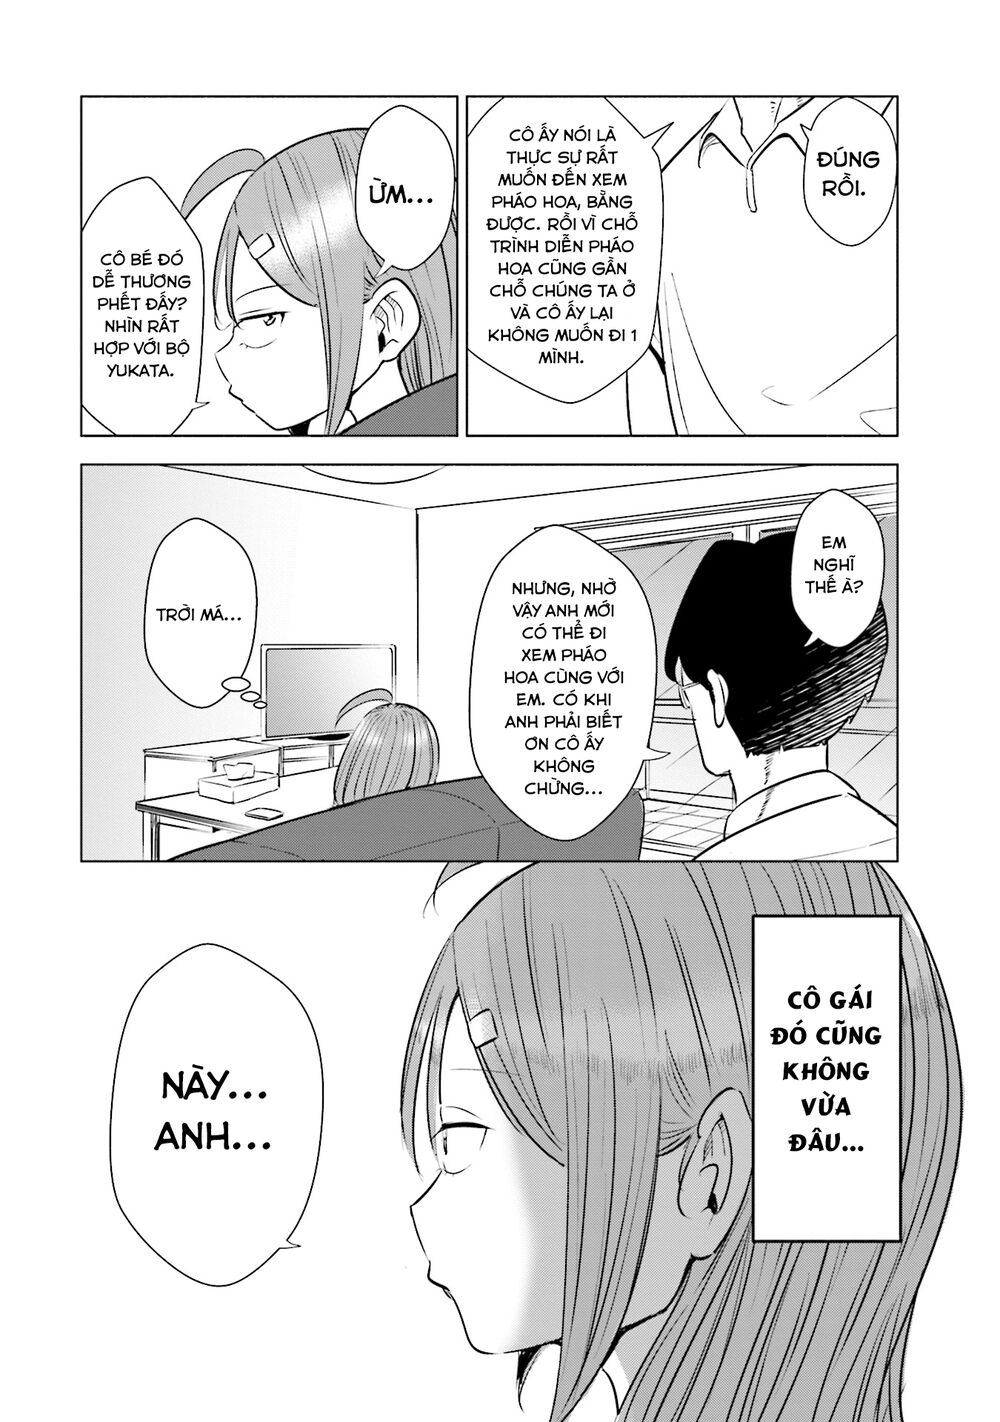 ĐÚNG
RỒI.
CÔ ẤY NÓI LÀ
THỰC SỰ RẤT
MUỐN ĐẾN XEM
PHÁO HOA, BẰNG
ĐƯỢC. RỒI VÌ CHỖ
TRÌNH DIỄN PHÁO
HOA CŨNG GẦN
CHỖ CHÚNG TA Ở
VÀ CÔ ẤY LẠI
KHÔNG MUỐN ĐI 1
MÌNH.
ỪM...
CÔ BÉ ĐÓ
DỄ THƯƠNG
PHẾT ĐẤY?
NHÌN RẤT
HỢP VỚI BỘ
YUKATA.
EM
NGHĨ
THẾ À?
NHƯNG, NHỜ
VẬY ANH MỚI
CÓ THỂ ĐI
XEM PHÁO
HOA CÙNG VỚI
EM. CÓ KHI
ANH PHẢI BIẾT
ƠN CÔ ẤY
KHÔNG
CHỪNG...
TRỜI MÁ...
CÔ GÁI
ĐÓ CŨNG
KHÔNG
VỪA
ĐÂU...
NÀY...
ANH...